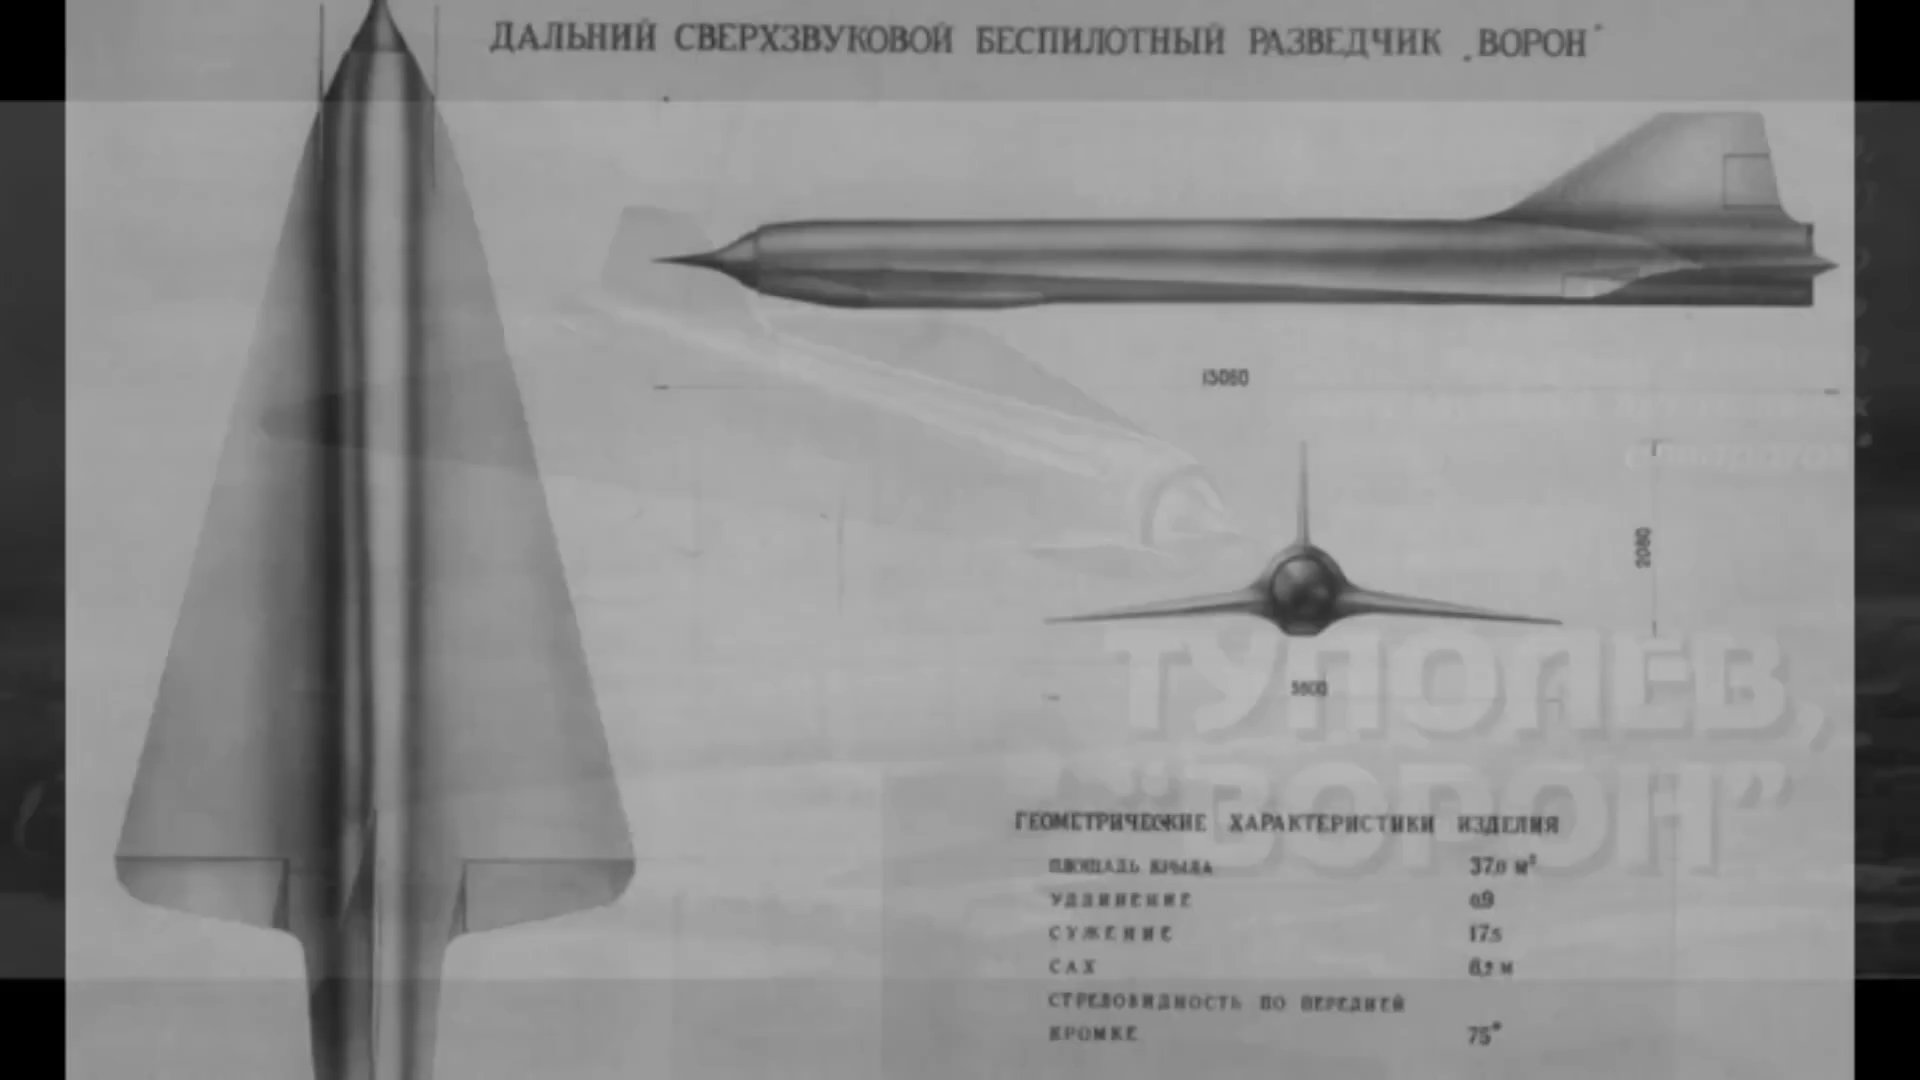 ДАЛЬНИЙ СВЕРХЗВУКОВОЙ БЕСПИЛОТНЫЙ РАЗВЕДЧИК „ВОРОН"
13060
2080
5800
ТУПОЛЕВ,
“ВОРОН”
ГЕОМЕТРИЧЕСКИЕ ХАРАКТЕРИСТИКИ ИЗДЕЛИЯ
ПЛОЩАДЬ КРЫЛА 37,0 м²
УДЛИНЕНИЕ 0,9
СУЖЕНИЕ 17,5
САХ
СТРЕЛОВИДНОСТЬ ПО ПЕРЕДНЕЙ
КРОМКЕ 75°